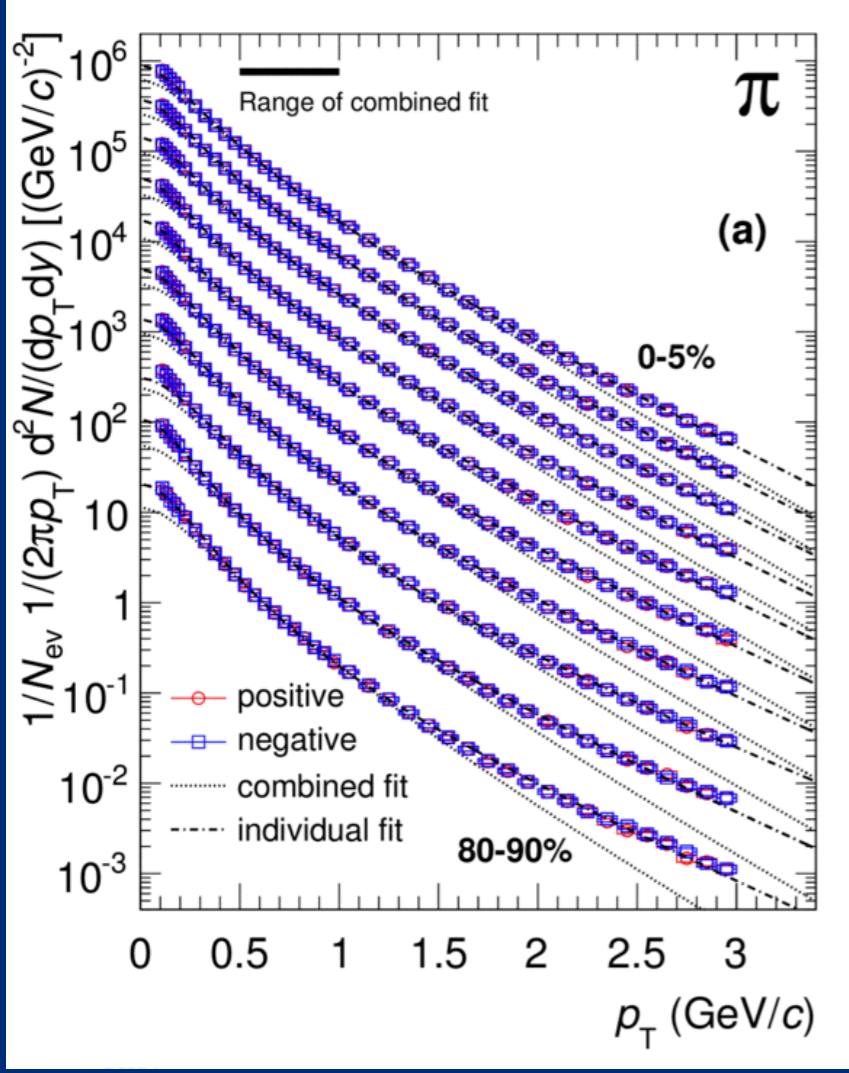 1/N_ev 1/(2πp_T) d²N/(dp_T dy) [(GeV/c)⁻²]
10⁶
10⁵
10⁴
10³
10²
10
1
10⁻¹
10⁻²
10⁻³
Range of combined fit
π
(a)
0-5%
positive
negative
combined fit
individual fit
80-90%
0 0.5 1 1.5 2 2.5 3
p_T (GeV/c)